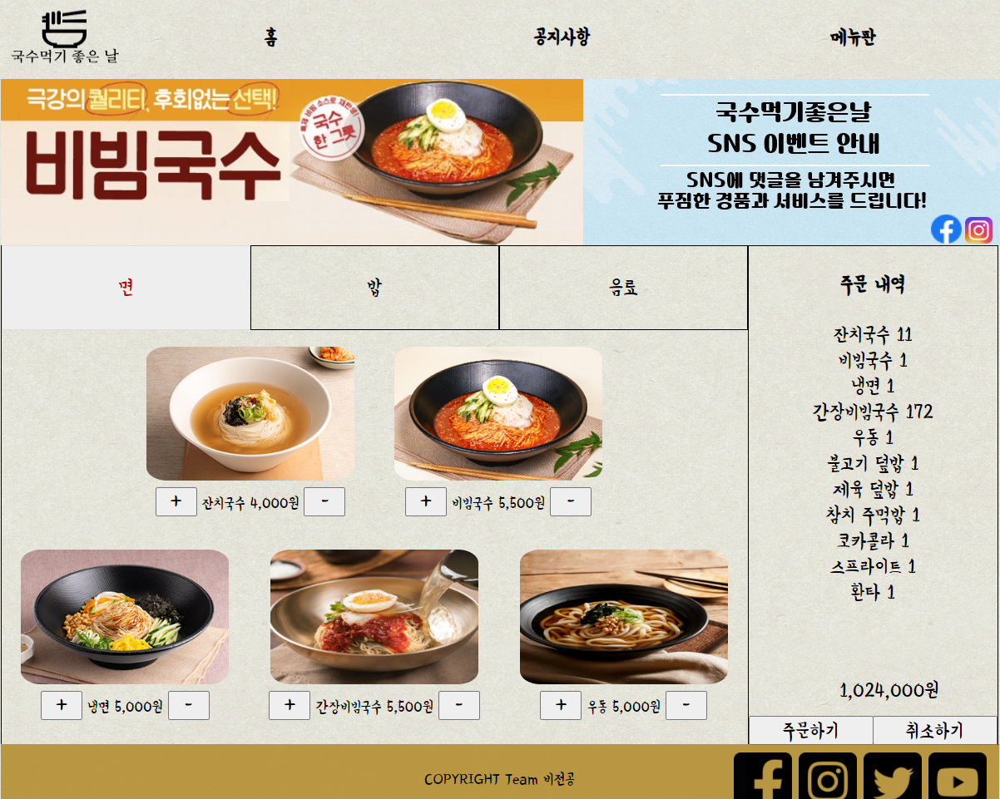 국수먹기 좋은 날
홈
공지사항
메뉴판
극강의 퀄리티, 후회없는 선택!
비빔국수
특제 비빔 소스로 재탄생!
국수
한 그릇
국수먹기좋은날
SNS 이벤트 안내
SNS에 댓글을 남겨주시면
푸짐한 경품과 서비스를 드립니다!
면
밥
음료
+ 잔치국수 4,000원 -
+ 비빔국수 5,500원 -
+ 냉면 5,000원 -
+ 간장비빔국수 5,500원 -
+ 우동 5,000원 -
주문 내역
잔치국수 11
비빔국수 1
냉면 1
간장비빔국수 172
우동 1
불고기 덮밥 1
제육 덮밥 1
참치 주먹밥 1
코카콜라 1
스프라이트 1
환타 1
1,024,000원
주문하기
취소하기
COPYRIGHT Team 비전공